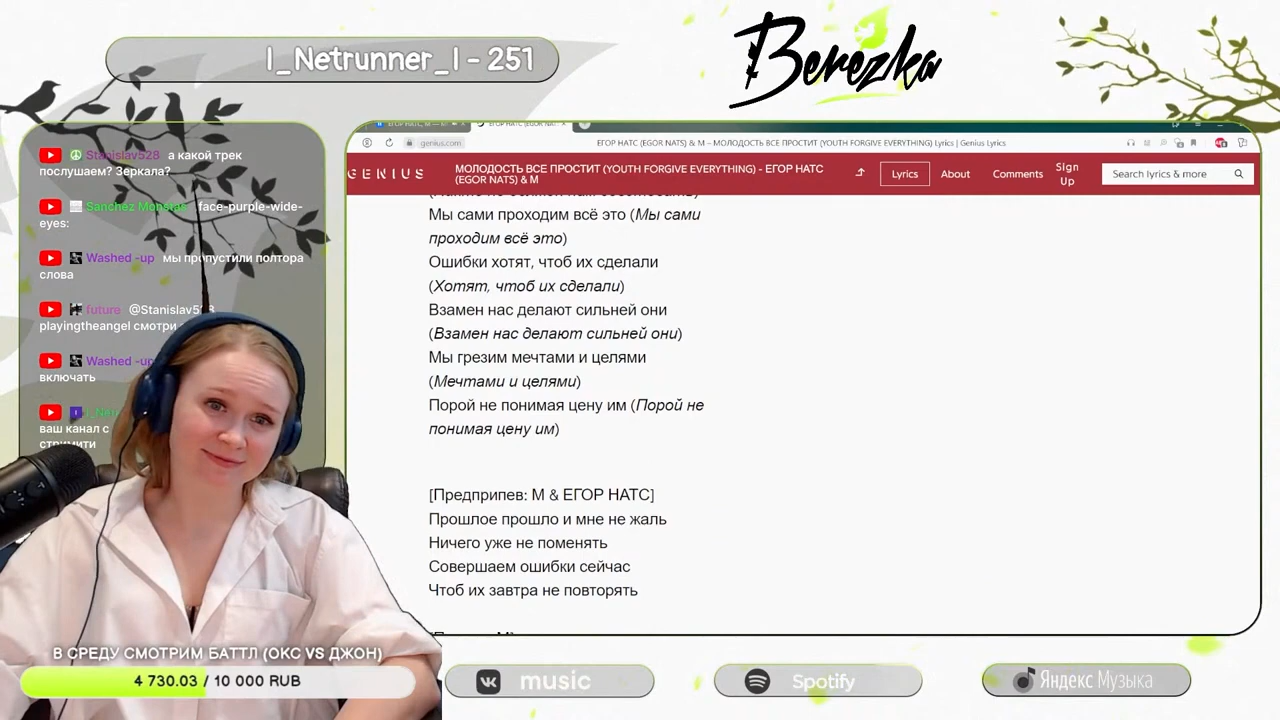 |_Netrunner_| - 251
Berezka
Stanislav528 а какой трек
послушаем? Зеркала?
Sanchez face-purple-wide-
eyes:
Washed -up мы пропустили полтора
слова
future @Stanislav528
playingtheangel смотри
Washed -up
включать
ваш канал с
genius.com
ЕГОР НАТС (EGOR NATS) & M – МОЛОДОСТЬ ВСЕ ПРОСТИТ (YOUTH FORGIVE EVERYTHING) Lyrics | Genius Lyrics
GENIUS
МОЛОДОСТЬ ВСЕ ПРОСТИТ (YOUTH FORGIVE EVERYTHING) - ЕГОР НАТС
(EGOR NATS) & M
Lyrics
About
Comments
Sign
Up
Search lyrics & more
Мы сами проходим всё это (Мы сами
проходим всё это)
Ошибки хотят, чтоб их сделали
(Хотят, чтоб их сделали)
Взамен нас делают сильней они
(Взамен нас делают сильней они)
Мы грезим мечтами и целями
(Мечтами и целями)
Порой не понимая цену им (Порой не
понимая цену им)
[Предприпев: M & ЕГОР НАТС]
Прошлое прошло и мне не жаль
Ничего уже не поменять
Совершаем ошибки сейчас
Чтоб их завтра не повторять
В СРЕДУ СМОТРИМ БАТТЛ (ОКС VS ДЖОН)
4 730.03 / 10 000 RUB
music
Spotify
Яндекс Музыка